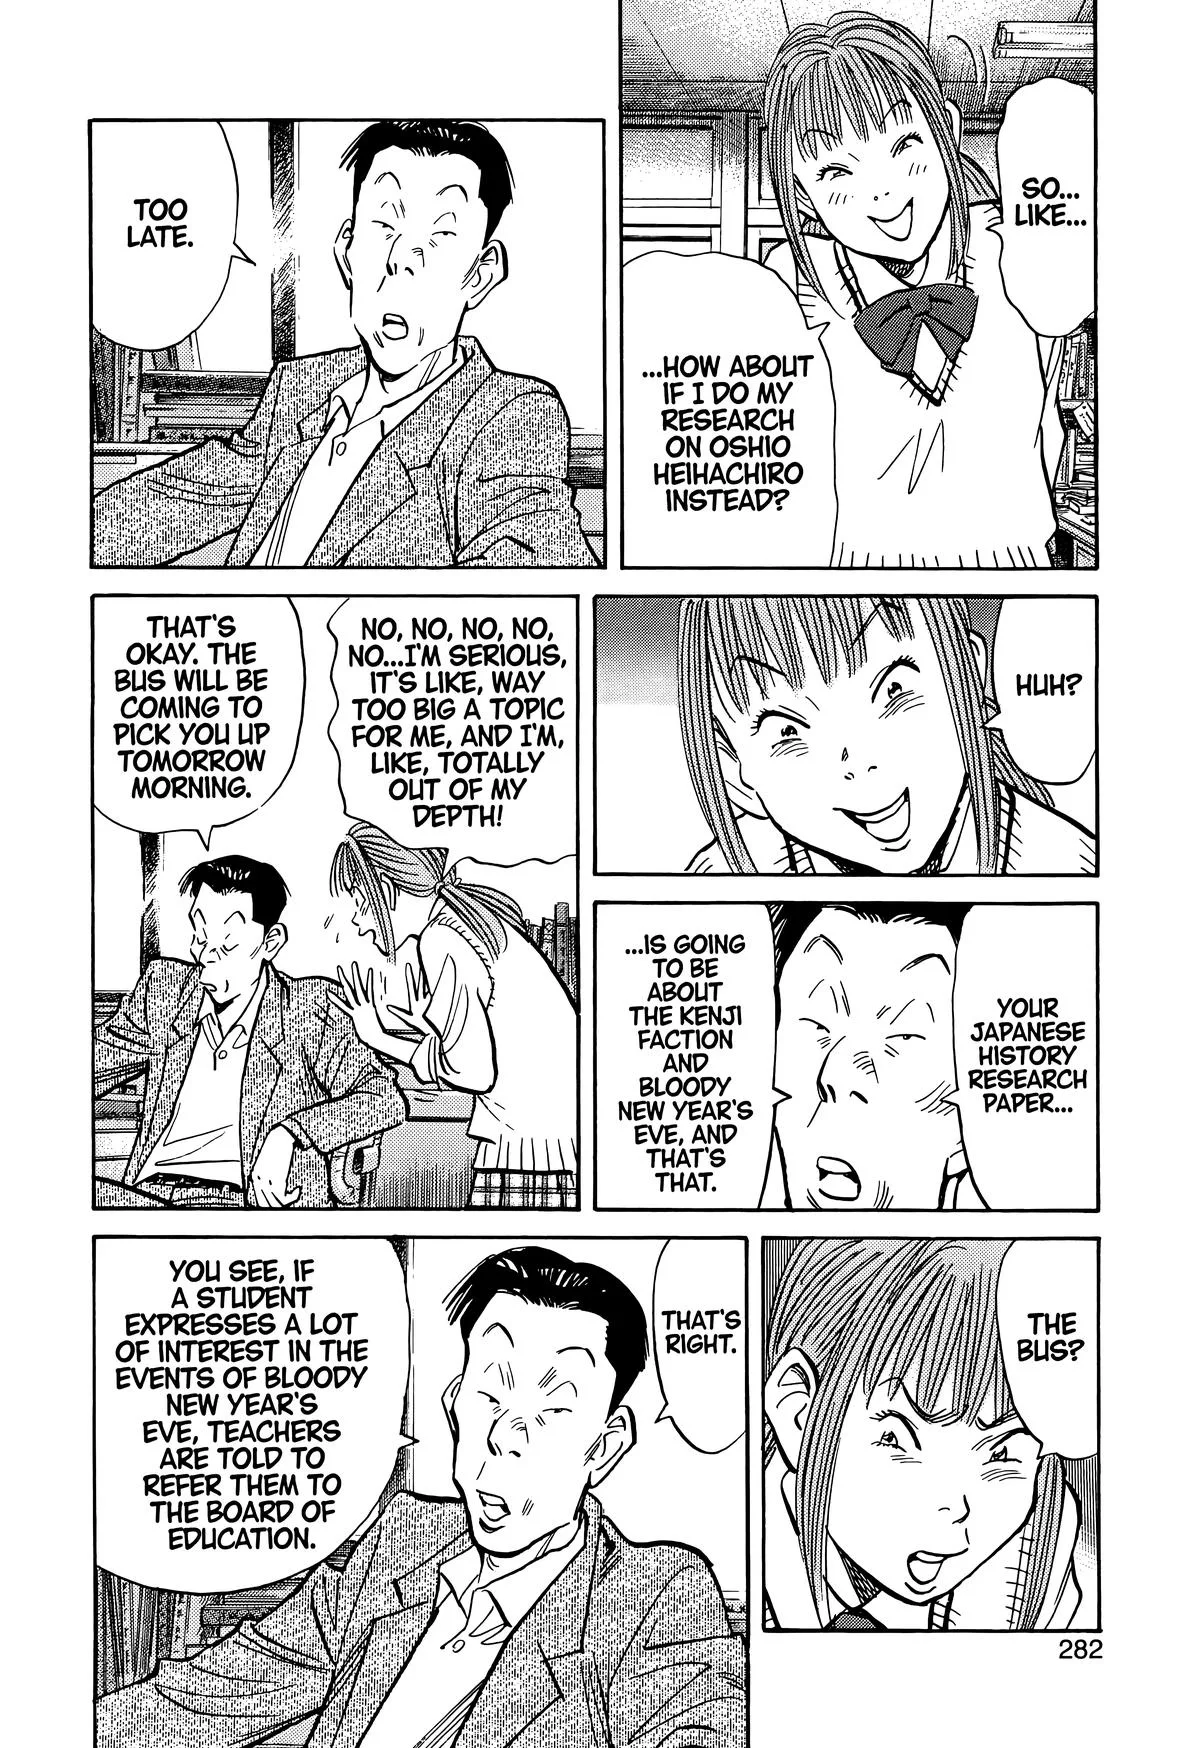 SO...
LIKE...
...HOW ABOUT
IF I DO MY
RESEARCH
ON OSHIO
HEIHACHIRO
INSTEAD?
TOO
LATE.
HUH?
YOUR
JAPANESE
HISTORY
RESEARCH
PAPER...
...IS GOING
TO BE
ABOUT
THE KENJI
FACTION
AND
BLOODY
NEW YEAR'S
EVE, AND
THAT'S
THAT.
NO, NO, NO, NO,
NO...I'M SERIOUS,
IT'S LIKE, WAY
TOO BIG A TOPIC
FOR ME, AND I'M,
LIKE, TOTALLY
OUT OF MY
DEPTH!
THAT'S
OKAY. THE
BUS WILL BE
COMING TO
PICK YOU UP
TOMORROW
MORNING.
THE
BUS?
THAT'S
RIGHT.
YOU SEE, IF
A STUDENT
EXPRESSES A LOT
OF INTEREST IN THE
EVENTS OF BLOODY
NEW YEAR'S
EVE, TEACHERS
ARE TOLD TO
REFER THEM TO
THE BOARD OF
EDUCATION.
282